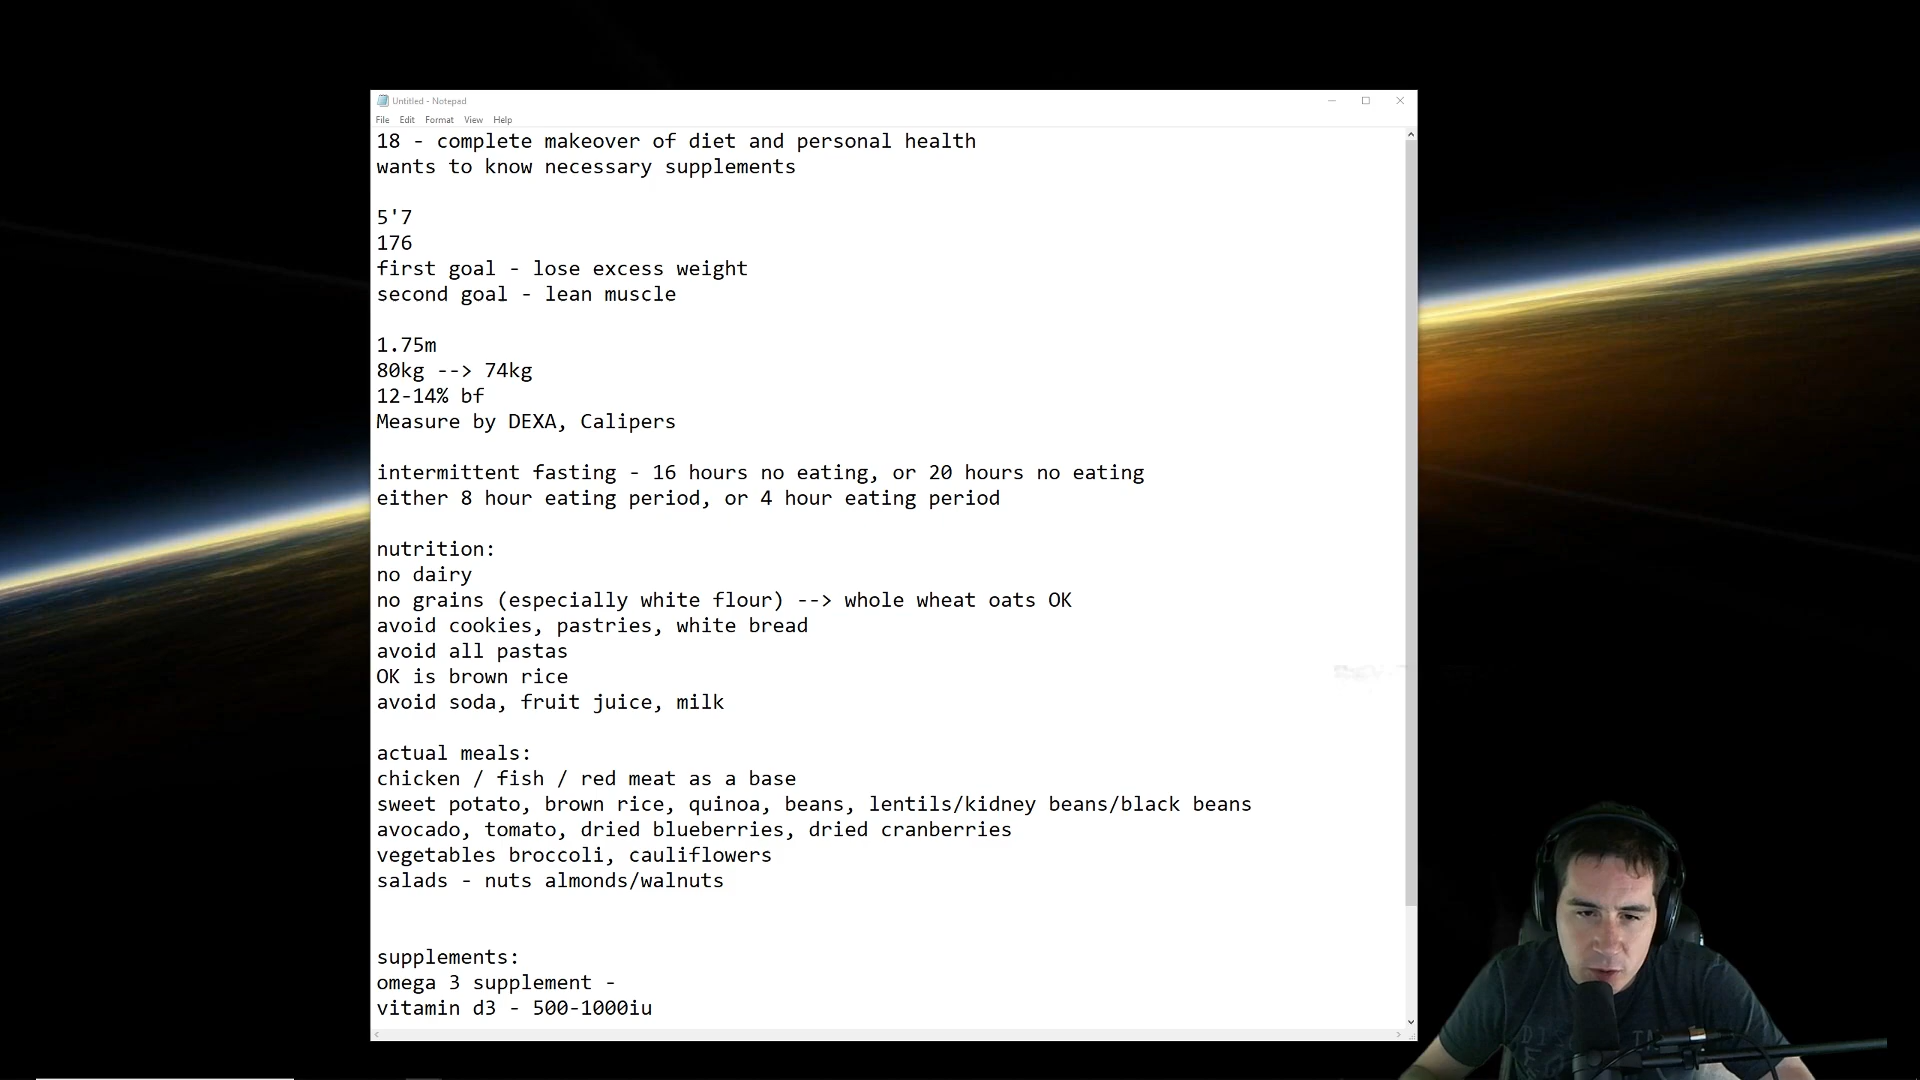 Untitled - Notepad
File Edit Format View Help
18 - complete makeover of diet and personal health
wants to know necessary supplements
5'7
176
first goal - lose excess weight
second goal - lean muscle
1.75m
80kg --> 74kg
12-14% bf
Measure by DEXA, Calipers
intermittent fasting - 16 hours no eating, or 20 hours no eating
either 8 hour eating period, or 4 hour eating period
nutrition:
no dairy
no grains (especially white flour) --> whole wheat oats OK
avoid cookies, pastries, white bread
avoid all pastas
OK is brown rice
avoid soda, fruit juice, milk
actual meals:
chicken / fish / red meat as a base
sweet potato, brown rice, quinoa, beans, lentils/kidney beans/black beans
avocado, tomato, dried blueberries, dried cranberries
vegetables broccoli, cauliflowers
salads - nuts almonds/walnuts
supplements:
omega 3 supplement -
vitamin d3 - 500-1000iu